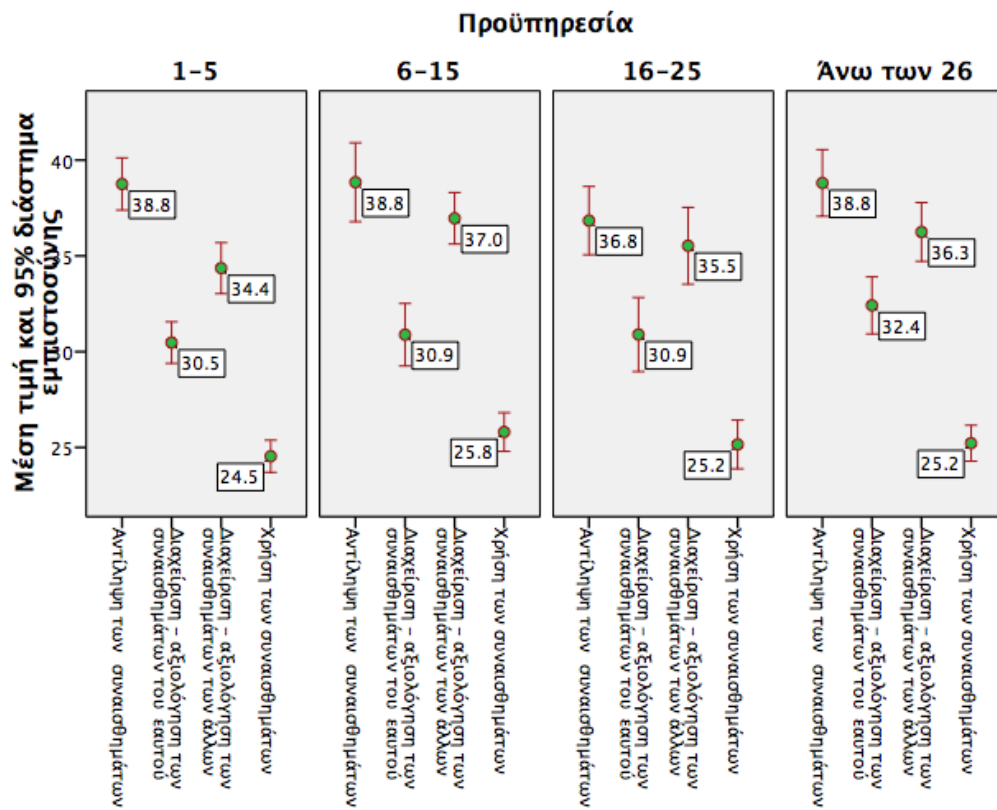 Προϋπηρεσία
1-5
6-15
16-25
Άνω των 26
Μέση τιμή και 95% διάστημα
εμπιστοσύνης
40
35
30
25
38.8
30.5
34.4
24.5
38.8
30.9
37.0
25.8
36.8
30.9
35.5
25.2
38.8
32.4
36.3
25.2
Αντίληψη των συναισθημάτων
Διαχείριση - αξιολόγηση των
συναισθημάτων του εαυτού
Διαχείριση - αξιολόγηση των
συναισθημάτων των άλλων
Χρήση των συναισθημάτων
Αντίληψη των συναισθημάτων
Διαχείριση - αξιολόγηση των
συναισθημάτων του εαυτού
Διαχείριση - αξιολόγηση των
συναισθημάτων των άλλων
Χρήση των συναισθημάτων
Αντίληψη των συναισθημάτων
Διαχείριση - αξιολόγηση των
συναισθημάτων του εαυτού
Διαχείριση - αξιολόγηση των
συναισθημάτων των άλλων
Χρήση των συναισθημάτων
Αντίληψη των συναισθημάτων
Διαχείριση - αξιολόγηση των
συναισθημάτων του εαυτού
Διαχείριση - αξιολόγηση των
συναισθημάτων των άλλων
Χρήση των συναισθημάτων